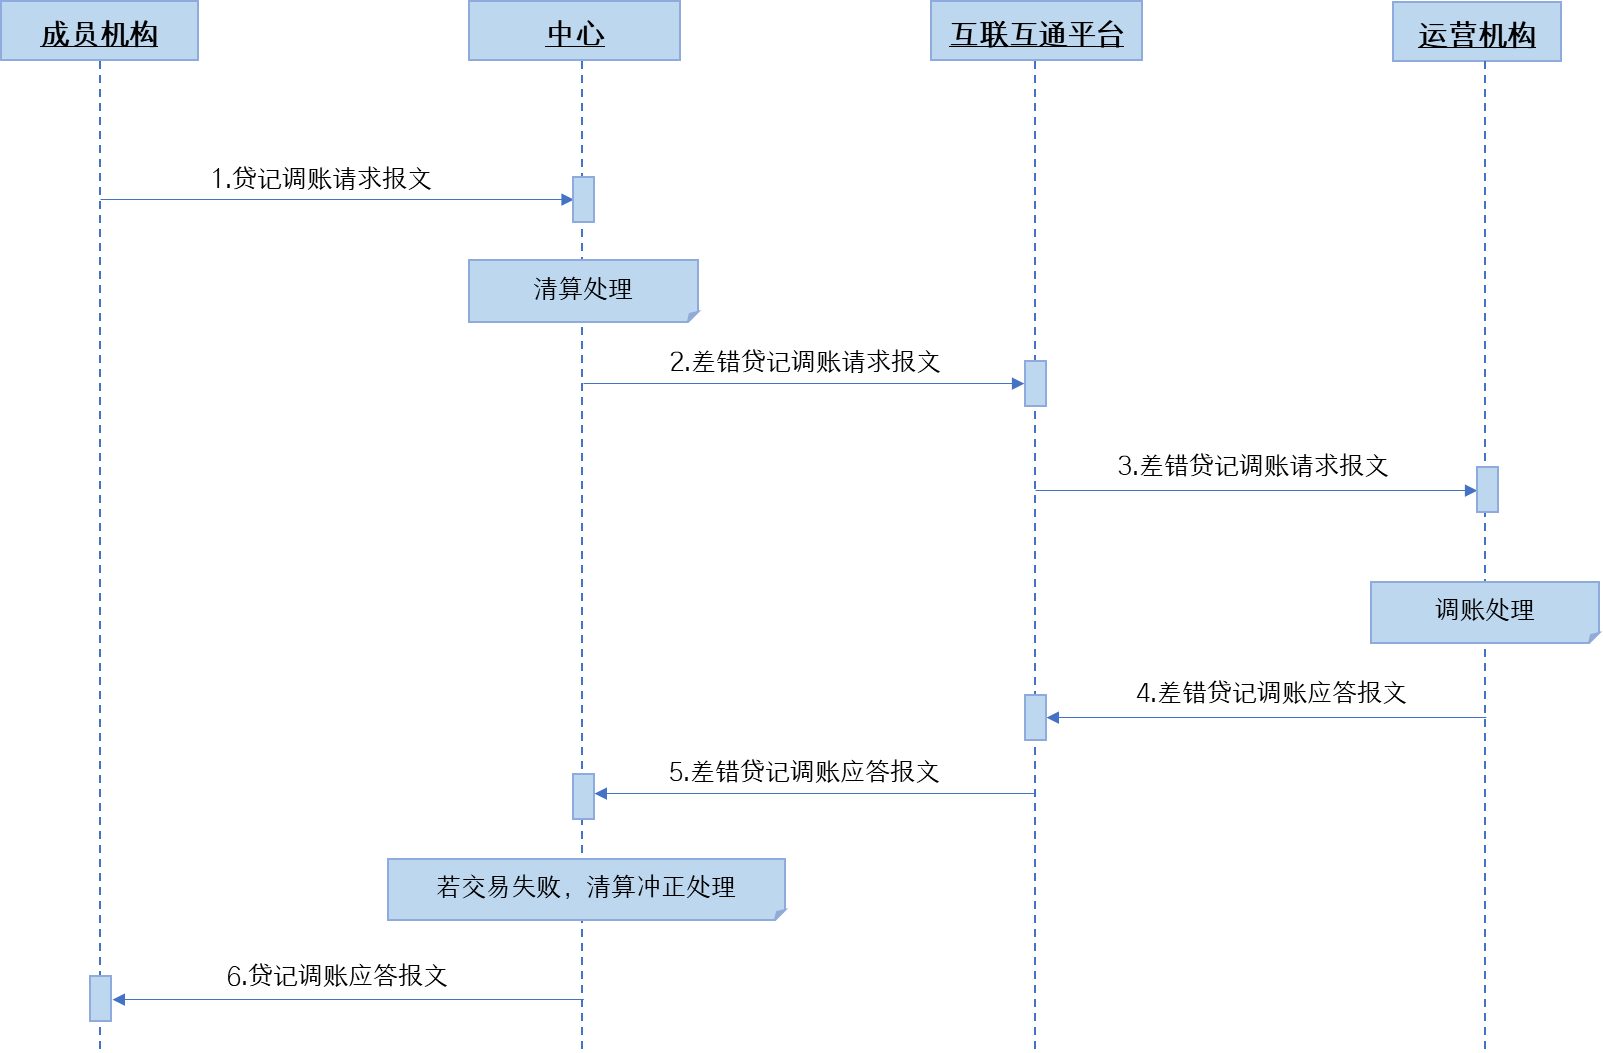 成员机构
中心
互联互通平台
运营机构
1.贷记调账请求报文
清算处理
2.差错贷记调账请求报文
3.差错贷记调账请求报文
调账处理
4.差错贷记调账应答报文
5.差错贷记调账应答报文
若交易失败，清算冲正处理
6.贷记调账应答报文